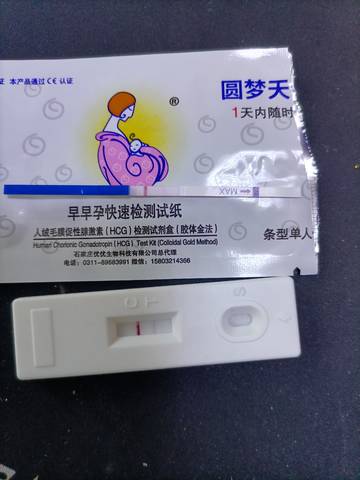 证 本产品通过 CE 认证
®
圆梦天
1天内随时
MAX
早早孕快速检测试纸
人绒毛膜促性腺激素（HCG）检测试剂盒（胶体金法）
条型单人
Human Chorionic Gonadotropin (HCG) Test Kit (Colloidal Gold Method)
石家庄优优生物科技有限公司总代理
电话：0311-89683991 微信：15803214366
C T
S